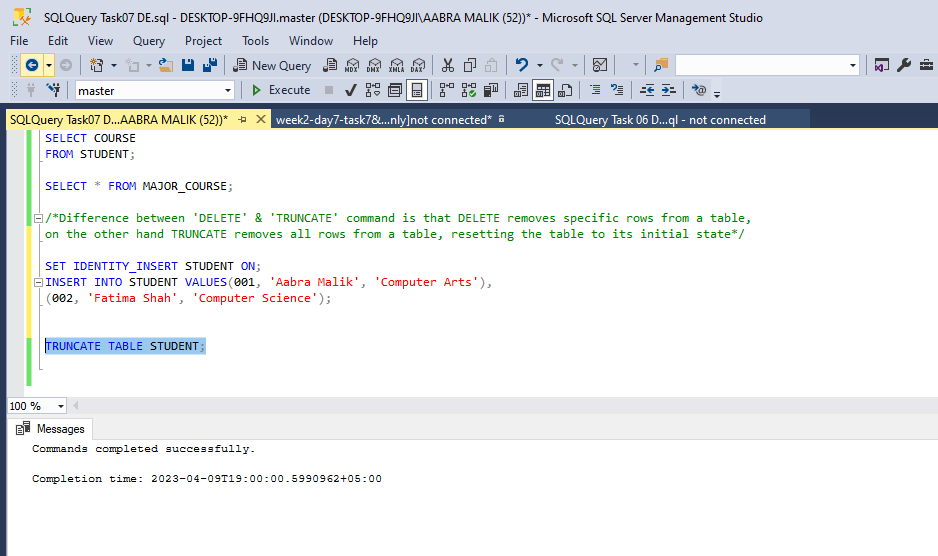 SQLQuery Task07 DE.sql - DESKTOP-9FHQ9JI.master (DESKTOP-9FHQ9JI\AABRA MALIK (52))* - Microsoft SQL Server Management Studio
File Edit View Query Project Tools Window Help
New Query MDX DMX XMLA DAX
master Execute
SQLQuery Task07 D...AABRA MALIK (52))* week2-day7-task7&...nly]not connected* SQLQuery Task 06 D...ql - not connected
SELECT COURSE
FROM STUDENT;
SELECT * FROM MAJOR_COURSE;
/*Difference between 'DELETE' & 'TRUNCATE' command is that DELETE removes specific rows from a table,
on the other hand TRUNCATE removes all rows from a table, resetting the table to its initial state*/
SET IDENTITY_INSERT STUDENT ON;
INSERT INTO STUDENT VALUES(001, 'Aabra Malik', 'Computer Arts'),
(002, 'Fatima Shah', 'Computer Science');
TRUNCATE TABLE STUDENT;
100 %
Messages
Commands completed successfully.
Completion time: 2023-04-09T19:00:00.5990962+05:00